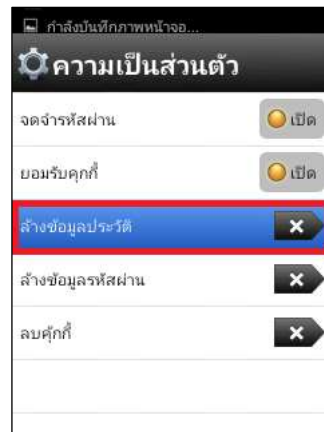 กำลังบันทึกภาพหน้าจอ...
ความเป็นส่วนตัว
จดจำรหัสผ่าน เปิด
ยอมรับคุกกี้ เปิด
ล้างข้อมูลประวัติ
ล้างข้อมูลรหัสผ่าน
ลบคุ้กกี้